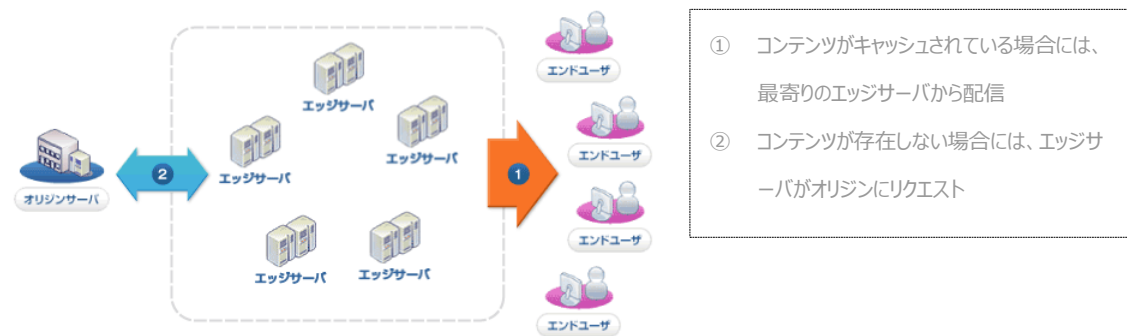 エンドユーザ
エッジサーバ
エッジサーバ
エッジサーバ
エンドユーザ
2
1
オリジンサーバ
エンドユーザ
エッジサーバ
エッジサーバ
エンドユーザ
① コンテンツがキャッシュされている場合には、
最寄りのエッジサーバから配信
② コンテンツが存在しない場合には、エッジサ
ーバがオリジンにリクエスト